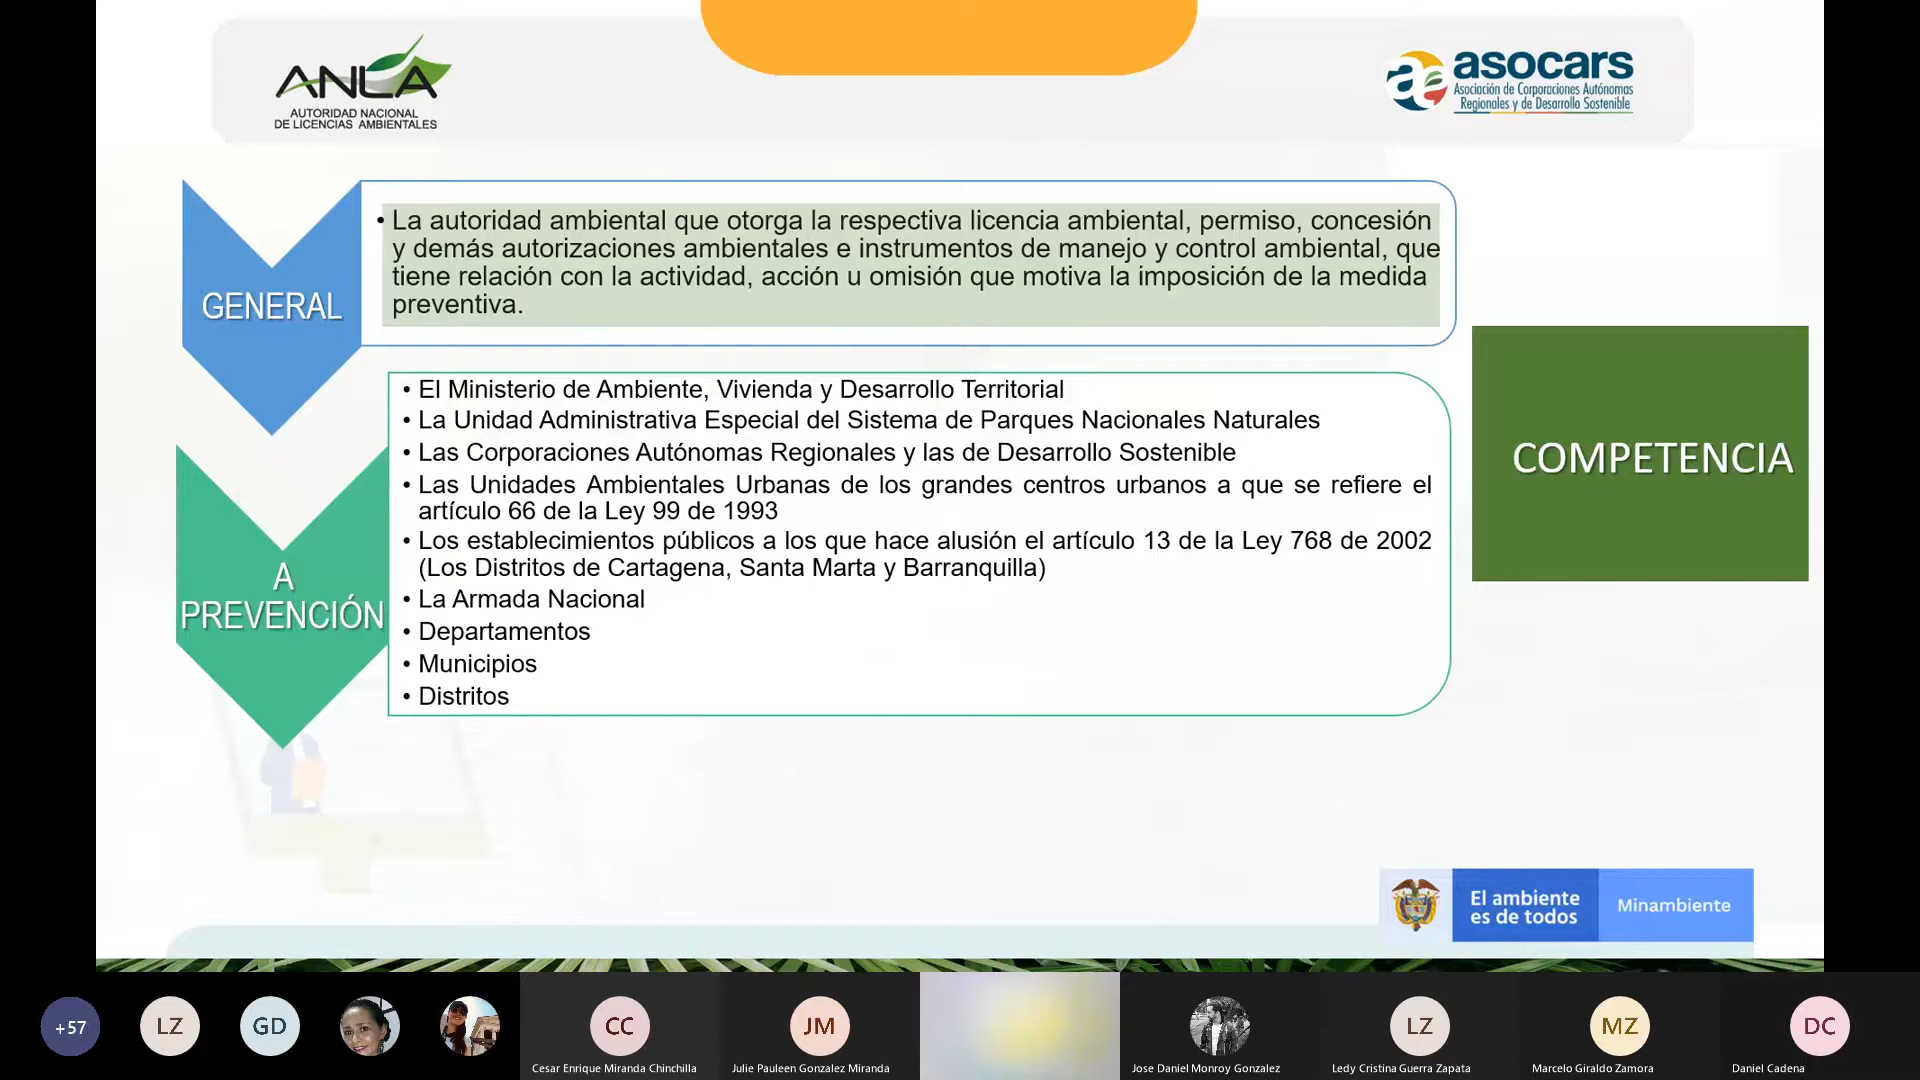 ANLA
AUTORIDAD NACIONAL
DE LICENCIAS AMBIENTALES
asocars
Asociación de Corporaciones Autónomas
Regionales y de Desarrollo Sostenible
GENERAL
• La autoridad ambiental que otorga la respectiva licencia ambiental, permiso, concesión
y demás autorizaciones ambientales e instrumentos de manejo y control ambiental, que
tiene relación con la actividad, acción u omisión que motiva la imposición de la medida
preventiva.
COMPETENCIA
A
PREVENCIÓN
• El Ministerio de Ambiente, Vivienda y Desarrollo Territorial
• La Unidad Administrativa Especial del Sistema de Parques Nacionales Naturales
• Las Corporaciones Autónomas Regionales y las de Desarrollo Sostenible
• Las Unidades Ambientales Urbanas de los grandes centros urbanos a que se refiere el
artículo 66 de la Ley 99 de 1993
• Los establecimientos públicos a los que hace alusión el artículo 13 de la Ley 768 de 2002
(Los Distritos de Cartagena, Santa Marta y Barranquilla)
• La Armada Nacional
• Departamentos
• Municipios
• Distritos
El ambiente
es de todos
Minambiente
+57
LZ
GD
CC
JM
LZ
MZ
DC
Cesar Enrique Miranda Chinchilla
Julie Pauleen Gonzalez Miranda
Jose Daniel Monroy Gonzalez
Ledy Cristina Guerra Zapata
Marcelo Giraldo Zamora
Daniel Cadena